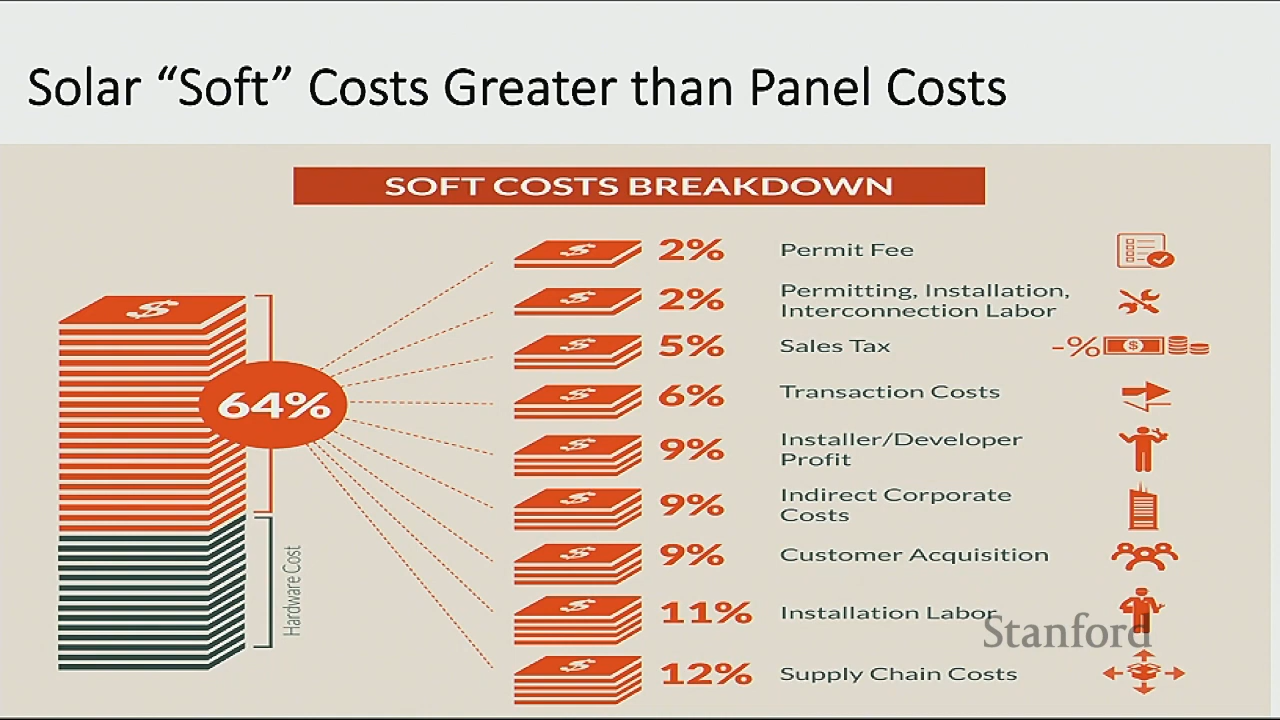 Solar “Soft” Costs Greater than Panel Costs
SOFT COSTS BREAKDOWN
$ 2% Permit Fee
$ 2% Permitting, Installation,
Interconnection Labor
$ 5% Sales Tax -% $
$ 6% Transaction Costs
$ 9% Installer/Developer
Profit
$ 9% Indirect Corporate
Costs
$ 9% Customer Acquisition
$ 11% Installation Labor
$ 12% Supply Chain Costs
$
64%
Hardware Cost
Stanford